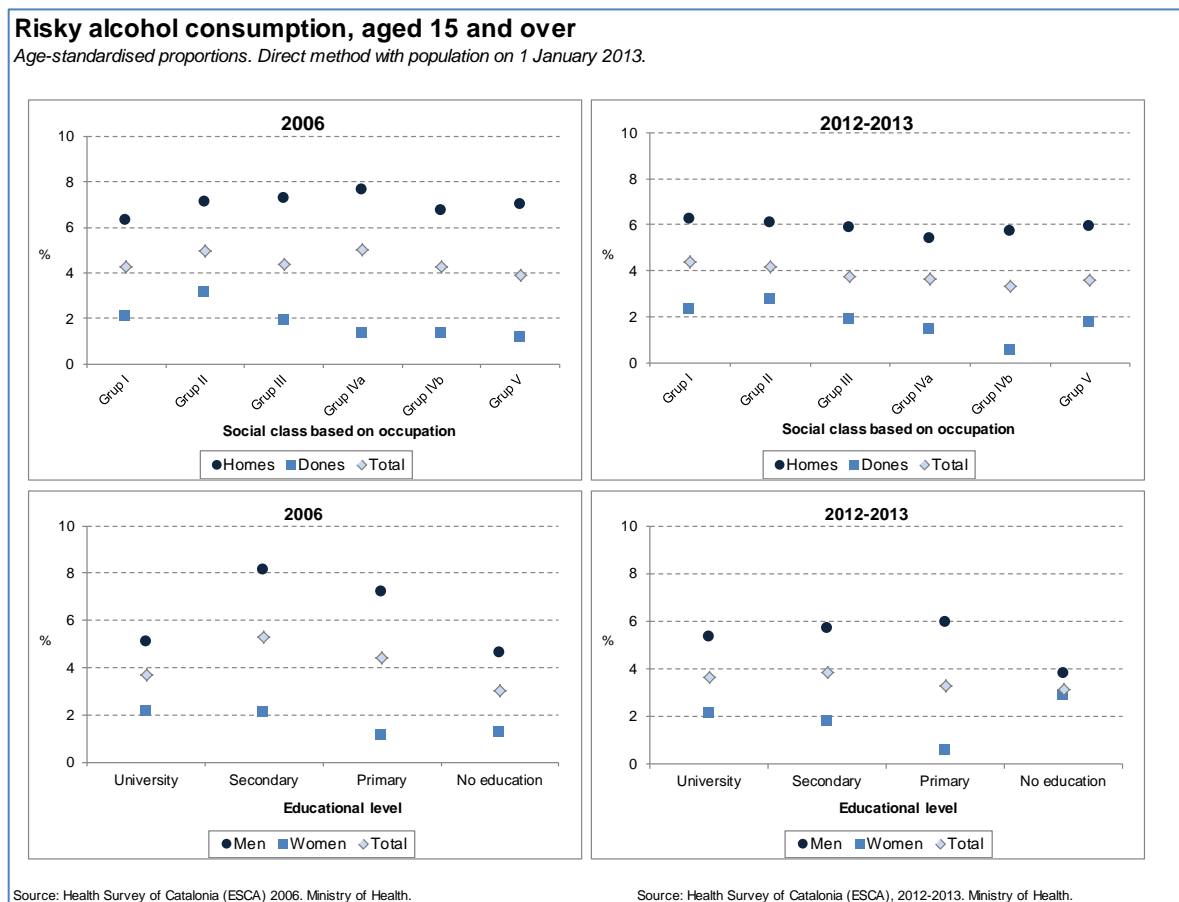 Risky alcohol consumption, aged 15 and over
Age-standardised proportions. Direct method with population on 1 January 2013.
2006
10
8
6
%
4
2
0
Grup I
Grup II
Grup III
Grup IVa
Grup IVb
Grup V
Social class based on occupation
Homes Dones Total
2012-2013
10
8
6
%
4
2
0
Grup I
Grup II
Grup III
Grup IVa
Grup IVb
Grup V
Social class based on occupation
Homes Dones Total
2006
10
8
6
%
4
2
0
University Secondary Primary No education
Educational level
Men Women Total
2012-2013
10
8
6
%
4
2
0
University Secondary Primary No education
Educational level
Men Women Total
Source: Health Survey of Catalonia (ESCA) 2006. Ministry of Health.
Source: Health Survey of Catalonia (ESCA), 2012-2013. Ministry of Health.